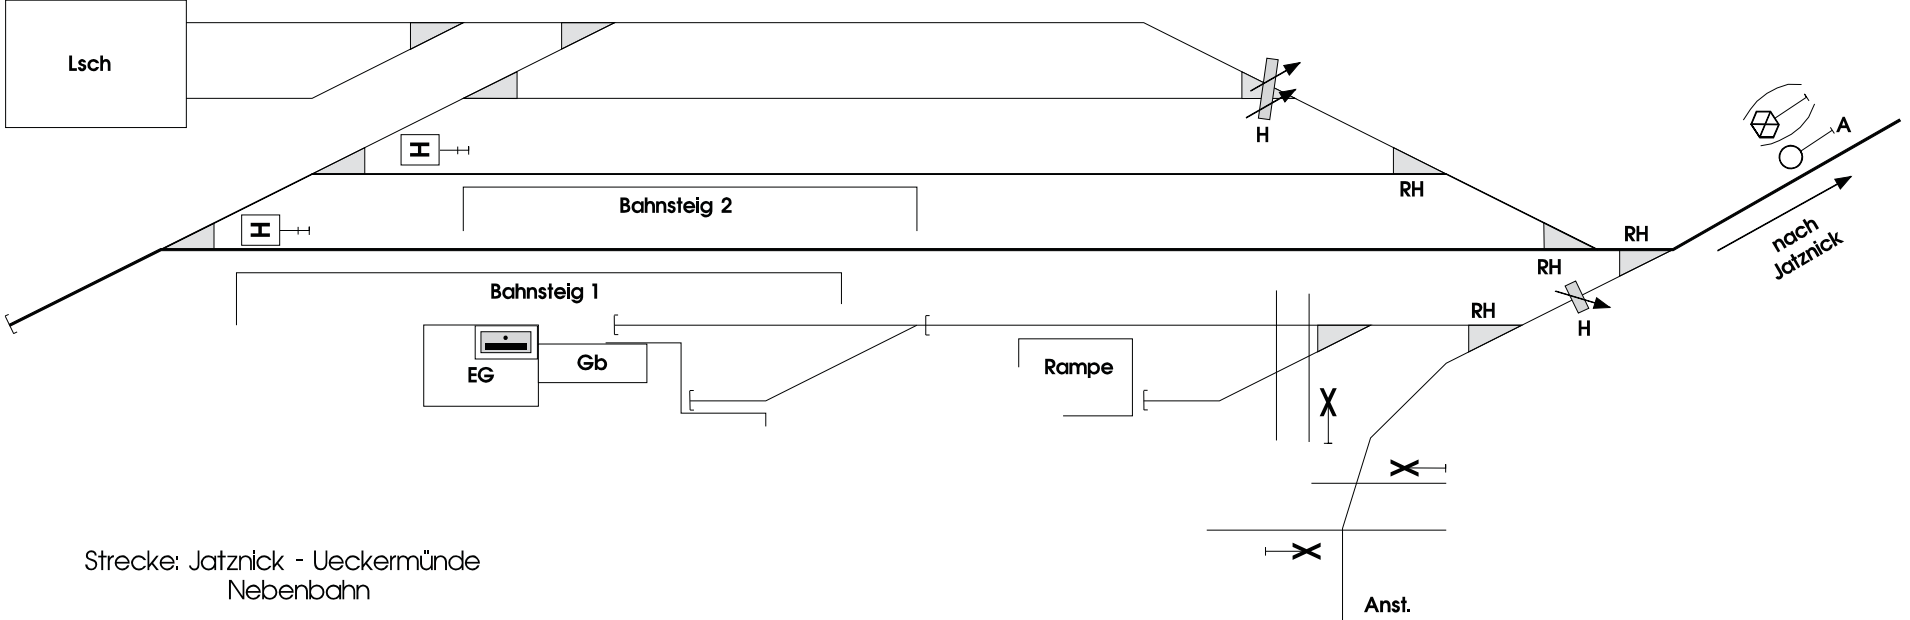 Lsch
H
A
H
RH
Bahnsteig 2
H
RH
nach
Jatznick
RH
Bahnsteig 1
RH
H
Gb
EG
Rampe
Strecke: Jatznick - Ueckermünde
Nebenbahn
Anst.